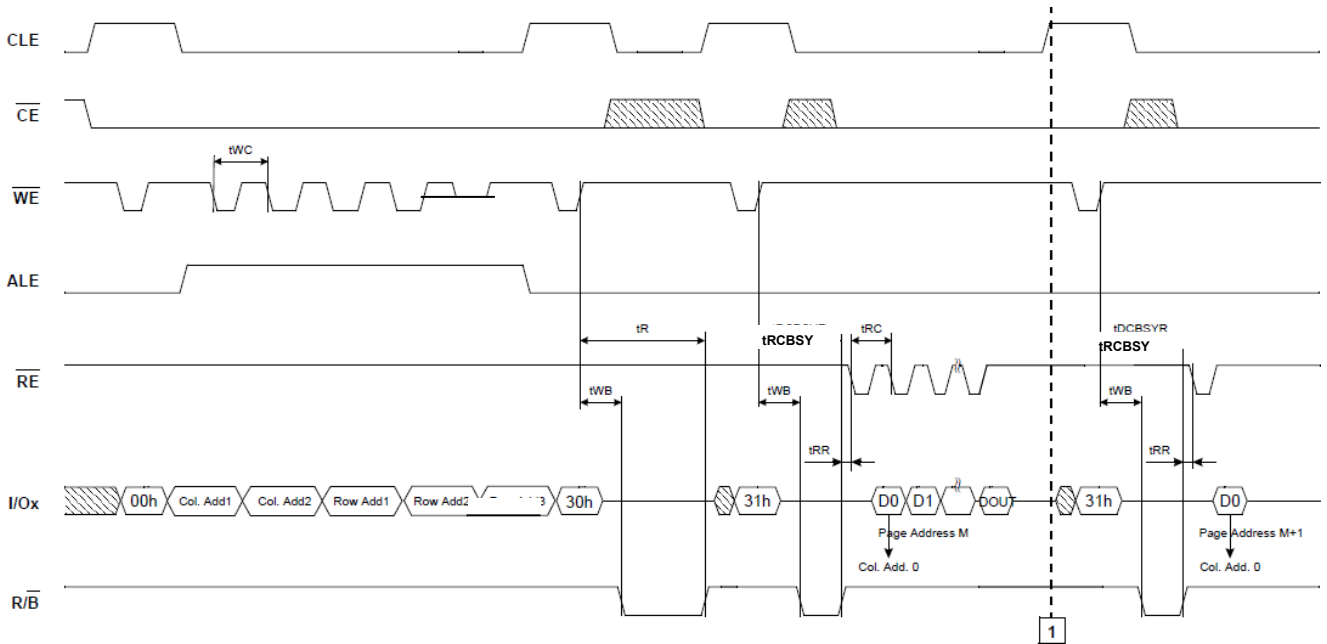 CLE
CE
tWC
WE
ALE
tR
tRCBSY
tRC
tDCBSYR
tRCBSY
RE
tWB
tWB
tWB
tRR
tRR
I/Ox
00h
Col. Add1
Col. Add2
Row Add1
Row Add2
30h
31h
D0
D1
DOUT
31h
D0
Page Address M
Page Address M+1
Col. Add. 0
Col. Add. 0
R/B
1